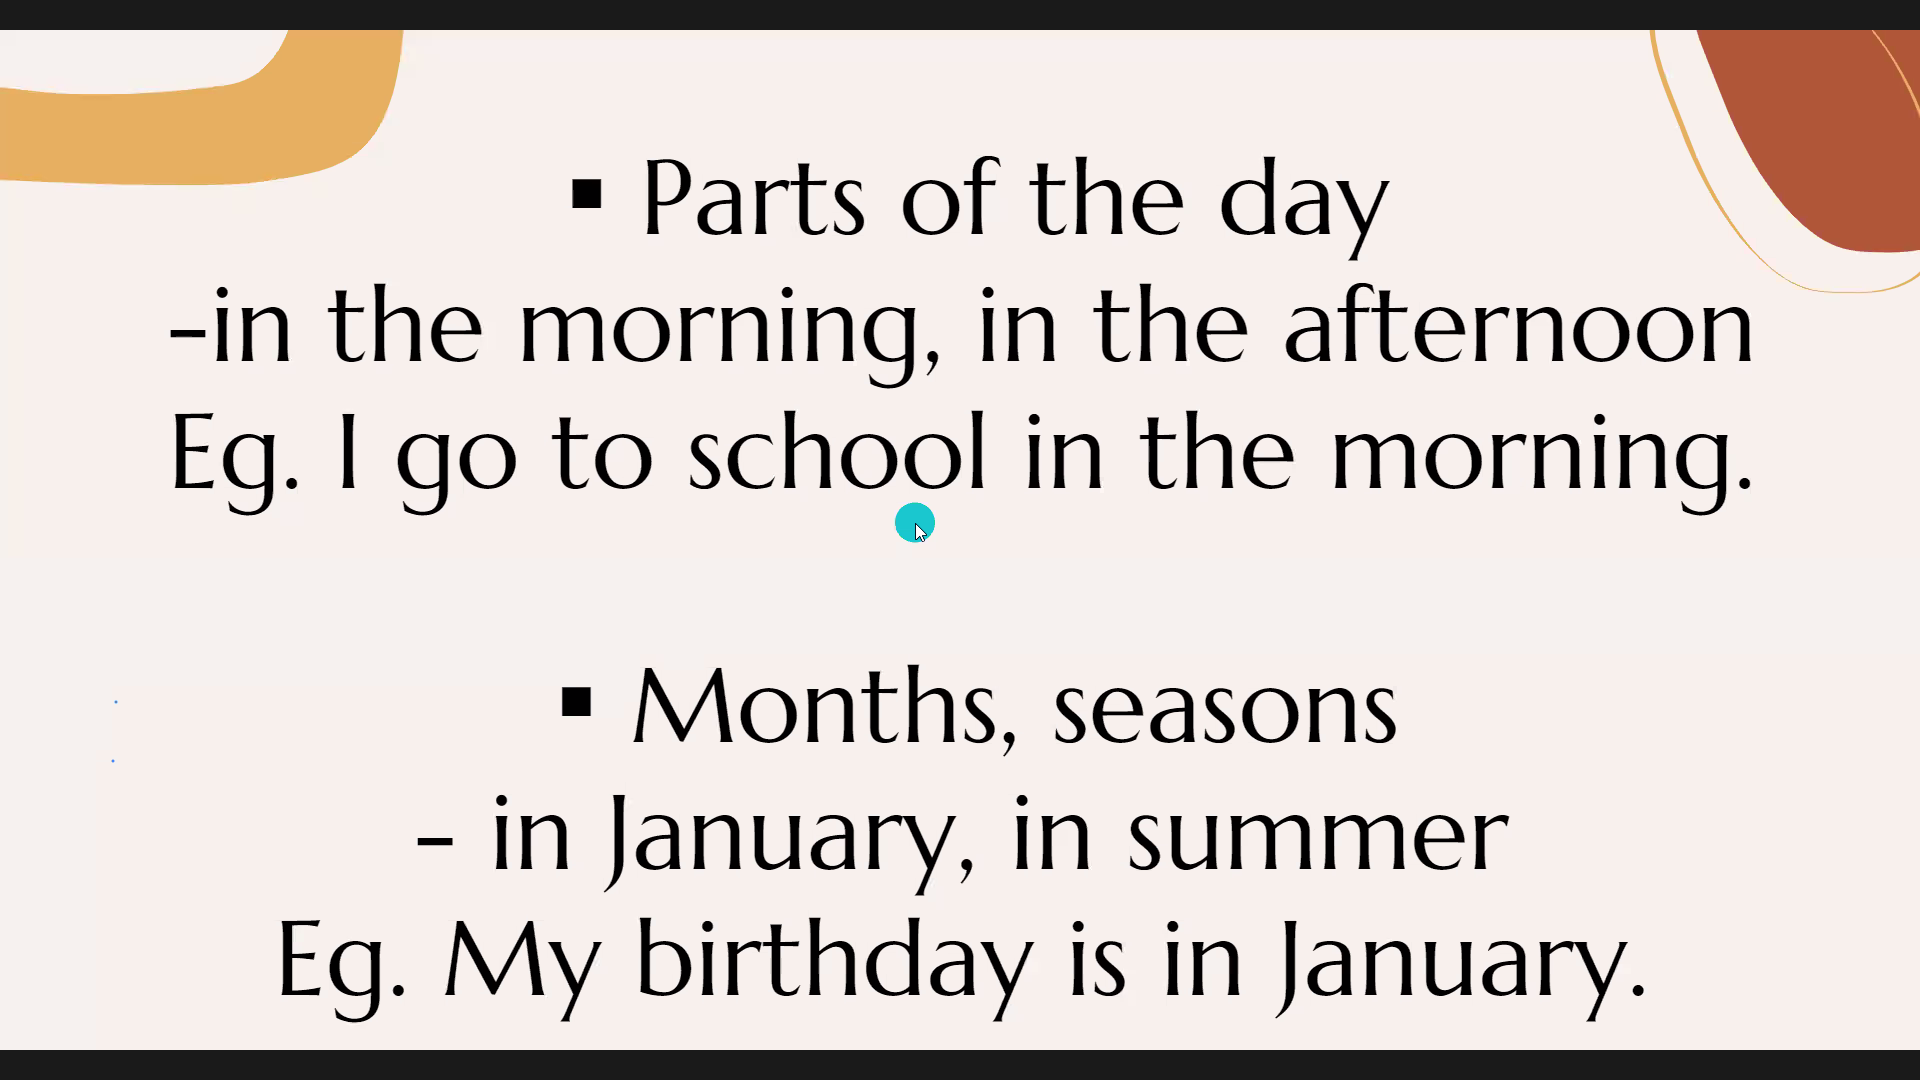 ▪ Parts of the day
-in the morning, in the afternoon
Eg. I go to school in the morning.
▪ Months, seasons
- in January, in summer
Eg. My birthday is in January.